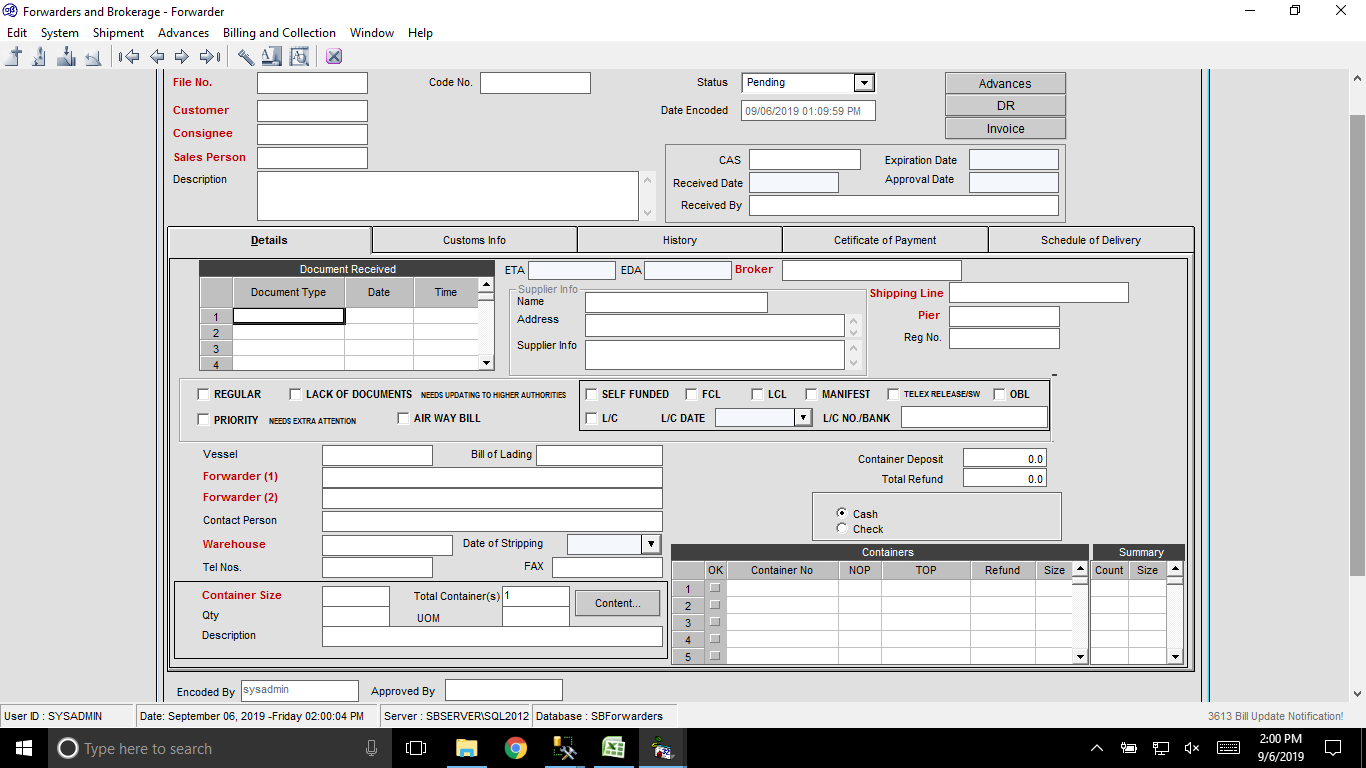 Forwarders and Brokerage - Forwarder
Edit System Shipment Advances Billing and Collection Window Help
File No. Code No. Status Pending Advances
Customer Date Encoded 09/06/2019 01:09:59 PM DR
Consignee Invoice
Sales Person CAS Expiration Date
Description Received Date Approval Date
Received By
Details Customs Info History Cetificate of Payment Schedule of Delivery
Document Received ETA EDA Broker
Document Type Date Time
1
2
3
4
Supplier Info
Name
Address
Supplier Info
Shipping Line
Pier
Reg No.
REGULAR LACK OF DOCUMENTS NEEDS UPDATING TO HIGHER AUTHORITIES SELF FUNDED FCL LCL MANIFEST TELEX RELEASE/SW OBL
PRIORITY NEEDS EXTRA ATTENTION AIR WAY BILL L/C L/C DATE L/C NO./BANK
Vessel Bill of Lading Container Deposit 0.0
Forwarder (1) Total Refund 0.0
Forwarder (2)
Contact Person Cash
Check
Warehouse Date of Stripping
Tel Nos. FAX
Container Size Total Container(s) 1 Content...
Qty UOM
Description
Containers Summary
OK Container No NOP TOP Refund Size Count Size
1
2
3
4
5
Encoded By sysadmin Approved By
User ID : SYSADMIN Date: September 06, 2019 -Friday 02:00:04 PM Server : SBSERVER\SQL2012 Database : SBForwarders 3613 Bill Update Notification!
Type here to search 2:00 PM
9/6/2019